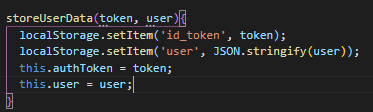 storeUserData(token, user){
localStorage.setItem('id_token', token);
localStorage.setItem('user', JSON.stringify(user));
this.authToken = token;
this.user = user;
}